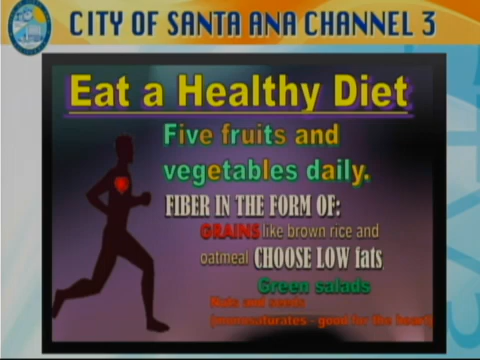 CITY OF SANTA ANA CHANNEL 3
Eat a Healthy Diet
Five fruits and
vegetables daily.
FIBER IN THE FORM OF:
GRAINS like brown rice and
oatmeal CHOOSE LOW fats,
Green salads
Nuts and seeds
(monosaturates - good for the heart)